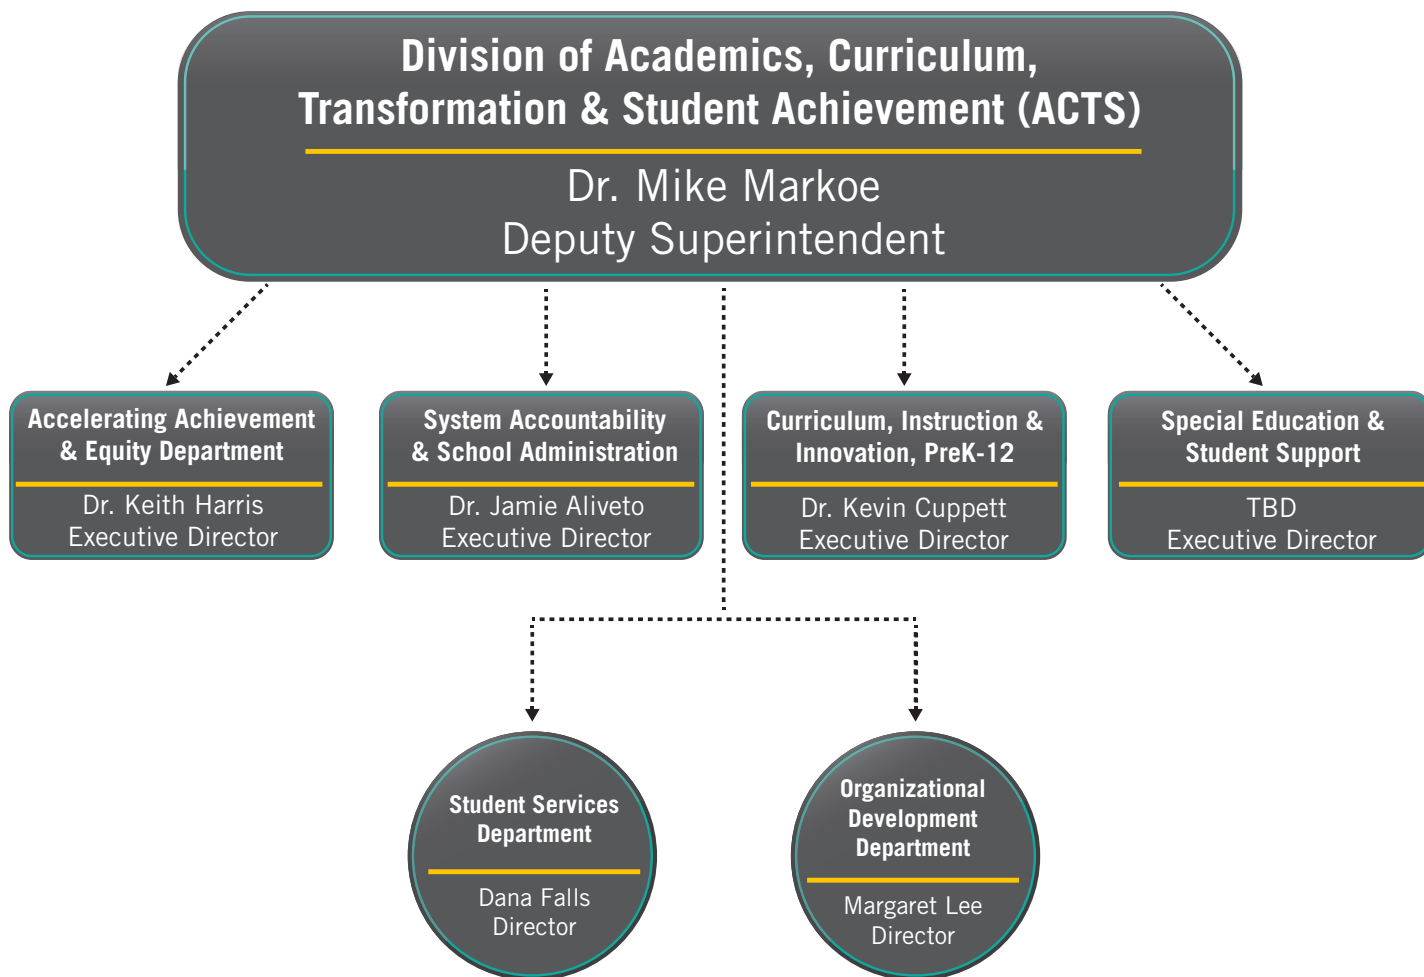 Division of Academics, Curriculum,
Transformation & Student Achievement (ACTS)
Dr. Mike Markoe
Deputy Superintendent
Accelerating Achievement
& Equity Department
Dr. Keith Harris
Executive Director
System Accountability
& School Administration
Dr. Jamie Aliveto
Executive Director
Curriculum, Instruction &
Innovation, PreK-12
Dr. Kevin Cuppett
Executive Director
Special Education &
Student Support
TBD
Executive Director
Student Services
Department
Dana Falls
Director
Organizational
Development
Department
Margaret Lee
Director